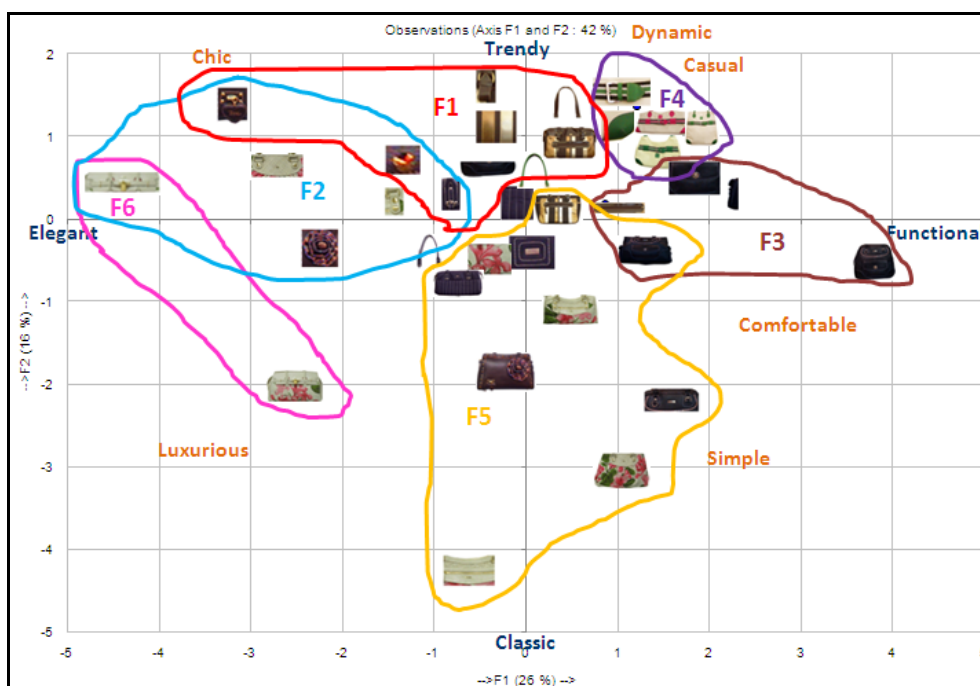 Observations (Axis F1 and F2 : 42 %)
Dynamic
Trendy
Chic
Casual
2
F1
F4
1
F2
F6
0
Elegant
Functiona
F3
-1
Comfortable
-->F2 (16 %) -->
-2
F5
Luxurious
Simple
-3
-4
Classic
-5
-5 -4 -3 -2 -1 0 1 2 3 4
-->F1 (26 %) -->